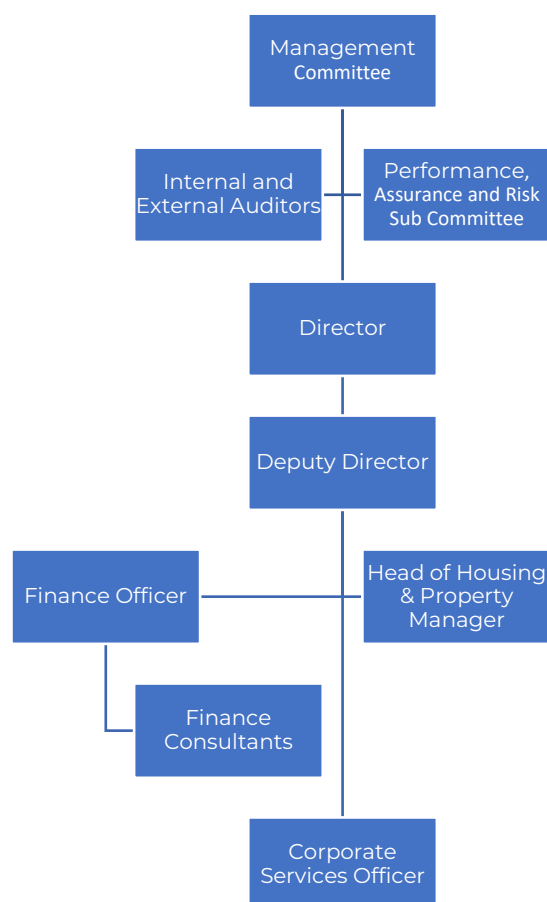 Management
Committee
Internal and
External Auditors
Performance,
Assurance and Risk
Sub Committee
Director
Deputy Director
Finance Officer
Head of Housing
& Property
Manager
Finance
Consultants
Corporate
Services Officer